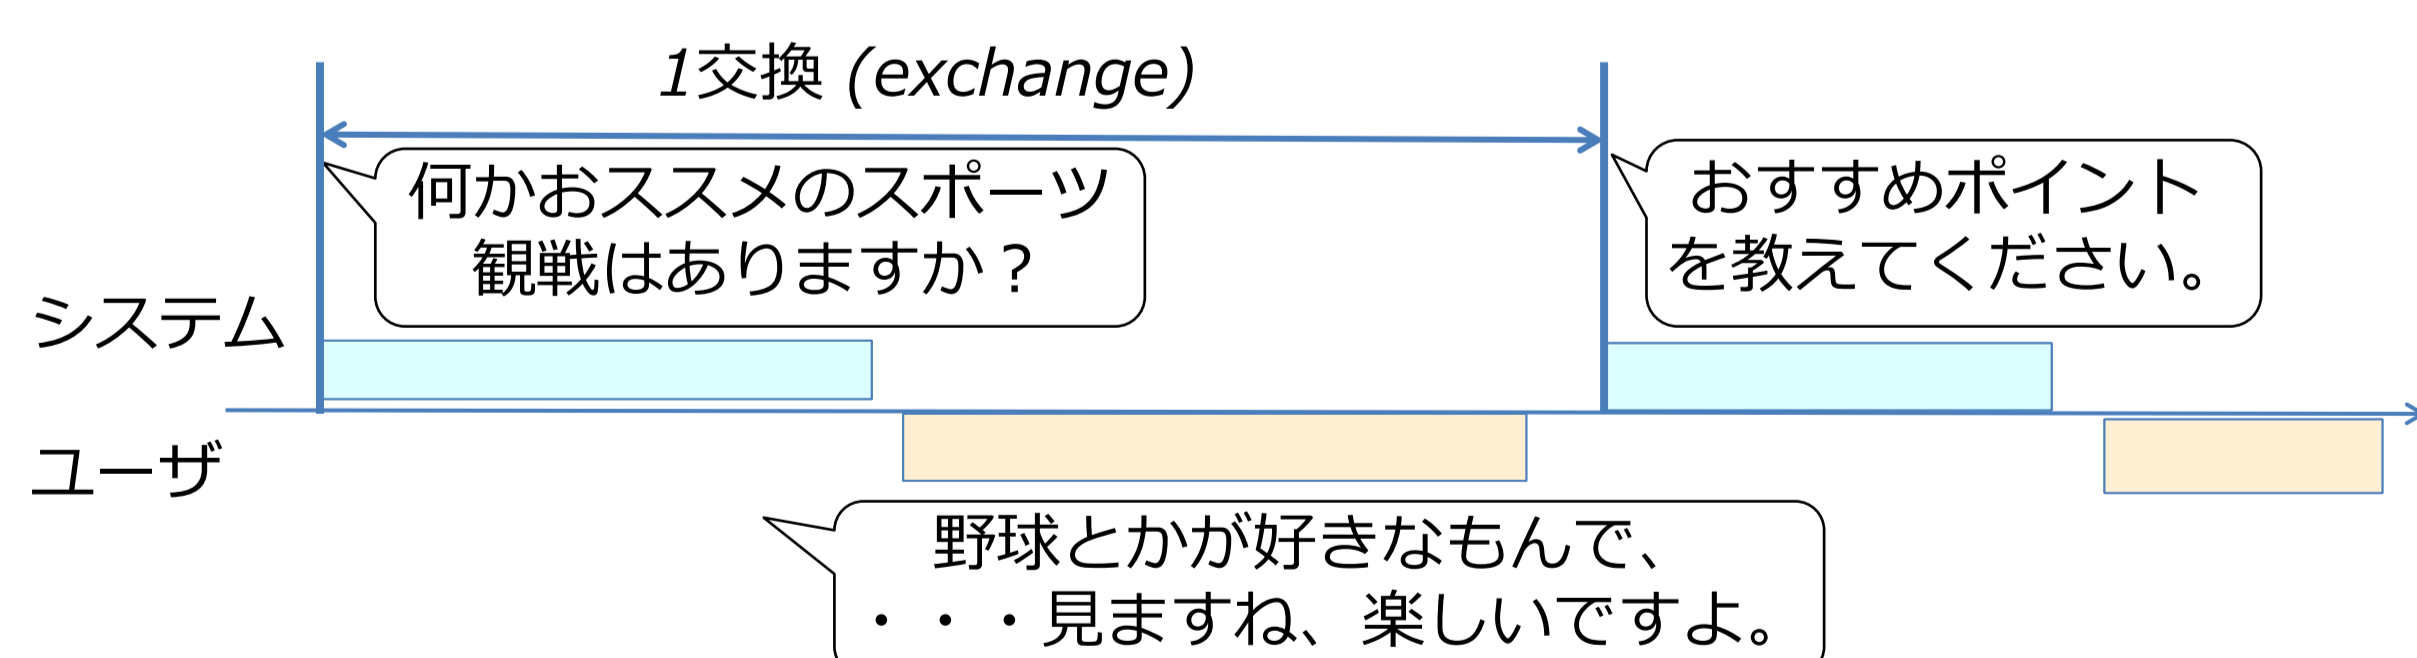 1交換 (exchange)
何かおススメのスポーツ
観戦はありますか？
おすすめポイント
を教えてください。
システム
ユーザ
野球とかが好きなもんで、
・・・見ますね、楽しいですよ。